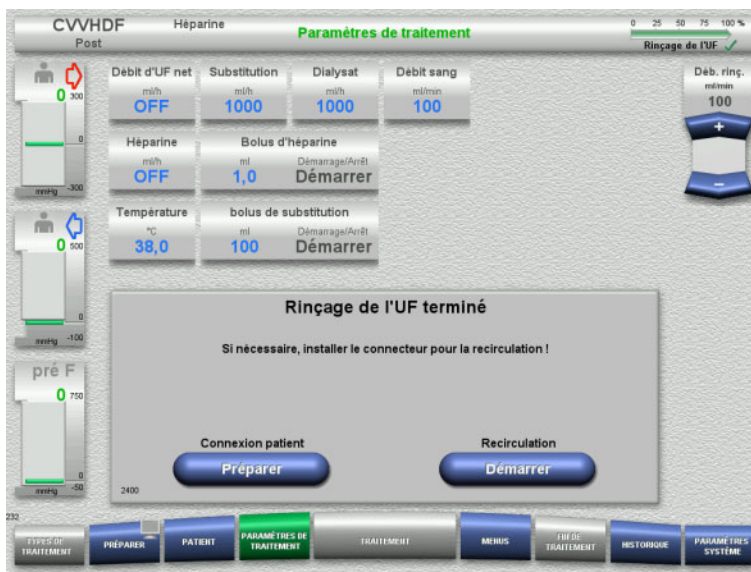 CVVHDF
Post
Héparine
Paramètres de traitement
0 25 50 75 100 %
Rinçage de l'UF
0
300
0
-300
mmHg
0
500
0
-100
mmHg
pré F
0
750
0
-50
mmHg
Débit d'UF net
ml/h
OFF
Substitution
ml/h
1000
Dialysat
ml/h
1000
Débit sang
ml/min
100
Déb. rinç.
ml/min
100
+
−
Héparine
ml/h
OFF
Bolus d'héparine
ml
1,0
Démarrage/Arrêt
Démarrer
Température
°C
38,0
bolus de substitution
ml
100
Démarrage/Arrêt
Démarrer
Rinçage de l'UF terminé
Si nécessaire, installer le connecteur pour la recirculation !
Connexion patient
Préparer
Recirculation
Démarrer
2400
232
TYPES DE
TRAITEMENT
PRÉPARER
PATIENT
PARAMÈTRES DE
TRAITEMENT
TRAITEMENT
MENUS
FIN DE
TRAITEMENT
HISTORIQUE
PARAMÈTRES
SYSTÈME